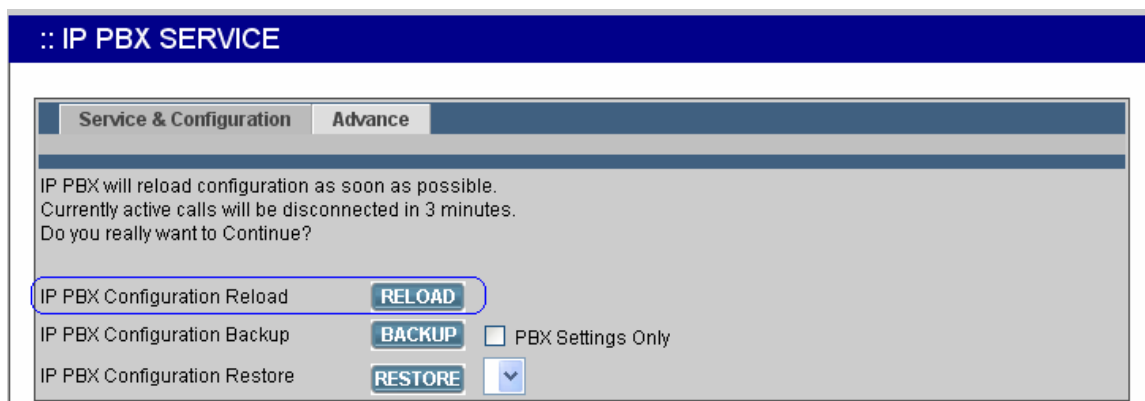 :: IP PBX SERVICE
Service & Configuration Advance
IP PBX will reload configuration as soon as possible.
Currently active calls will be disconnected in 3 minutes.
Do you really want to Continue?
IP PBX Configuration Reload RELOAD
IP PBX Configuration Backup BACKUP PBX Settings Only
IP PBX Configuration Restore RESTORE